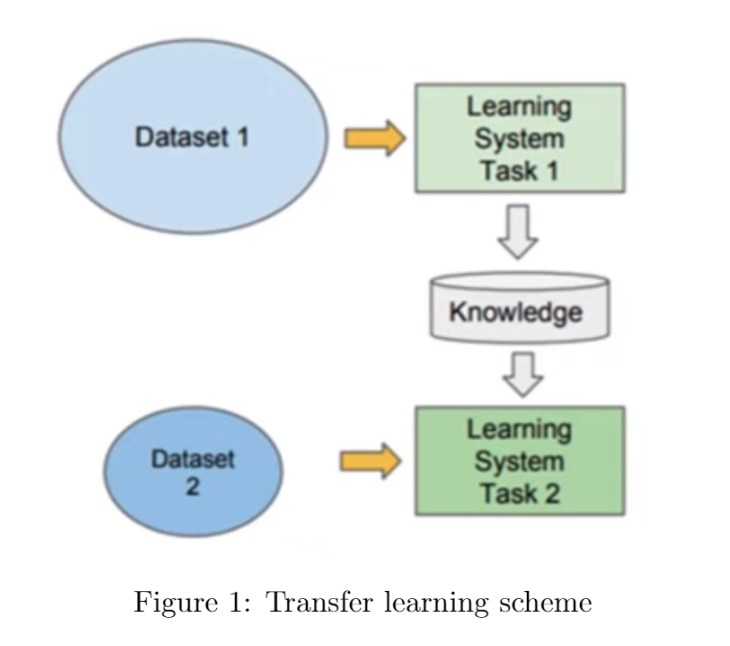 Dataset 1
Learning
System
Task 1
Knowledge
Dataset
2
Learning
System
Task 2
Figure 1: Transfer learning scheme